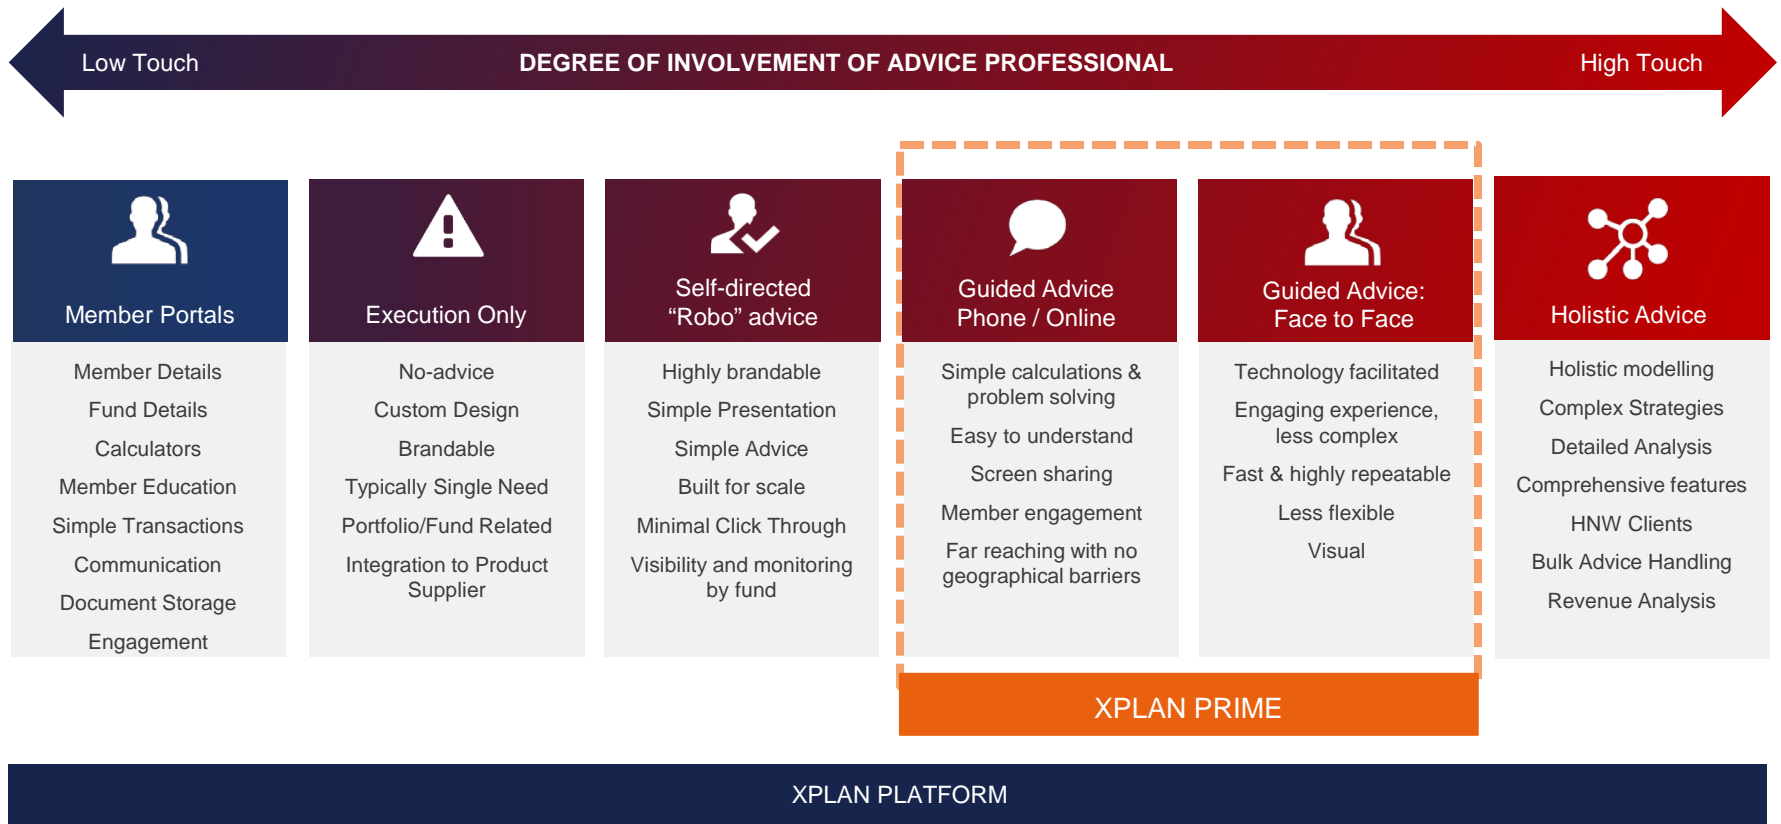 Low Touch
DEGREE OF INVOLVEMENT OF ADVICE PROFESSIONAL
High Touch
Member Portals
Member Details
Fund Details
Calculators
Member Education
Simple Transactions
Communication
Document Storage
Engagement
Execution Only
No-advice
Custom Design
Brandable
Typically Single Need
Portfolio/Fund Related
Integration to Product
Supplier
Self-directed
“Robo” advice
Highly brandable
Simple Presentation
Simple Advice
Built for scale
Minimal Click Through
Visibility and monitoring
by fund
Guided Advice
Phone / Online
Simple calculations &
problem solving
Easy to understand
Screen sharing
Member engagement
Far reaching with no
geographical barriers
Guided Advice:
Face to Face
Technology facilitated
Engaging experience,
less complex
Fast & highly repeatable
Less flexible
Visual
Holistic Advice
Holistic modelling
Complex Strategies
Detailed Analysis
Comprehensive features
HNW Clients
Bulk Advice Handling
Revenue Analysis
XPLAN PRIME
XPLAN PLATFORM